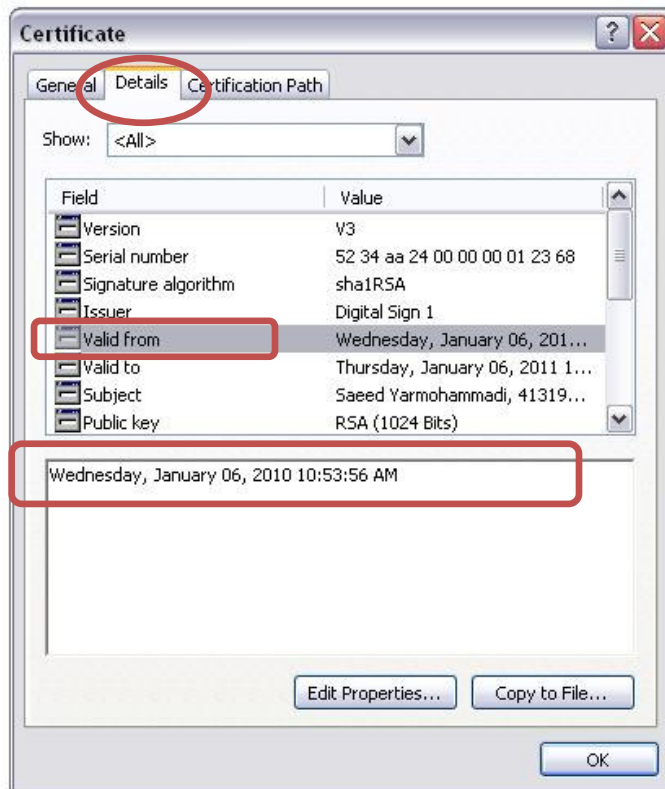 Certificate
General Details Certification Path
Show: <All>
Field Value
Version V3
Serial number 52 34 aa 24 00 00 00 01 23 68
Signature algorithm sha1RSA
Issuer Digital Sign 1
Valid from Wednesday, January 06, 201...
Valid to Thursday, January 06, 2011 1...
Subject Saeed Yarmohammadi, 41319...
Public key RSA (1024 Bits)
Wednesday, January 06, 2010 10:53:56 AM
Edit Properties... Copy to File...
OK